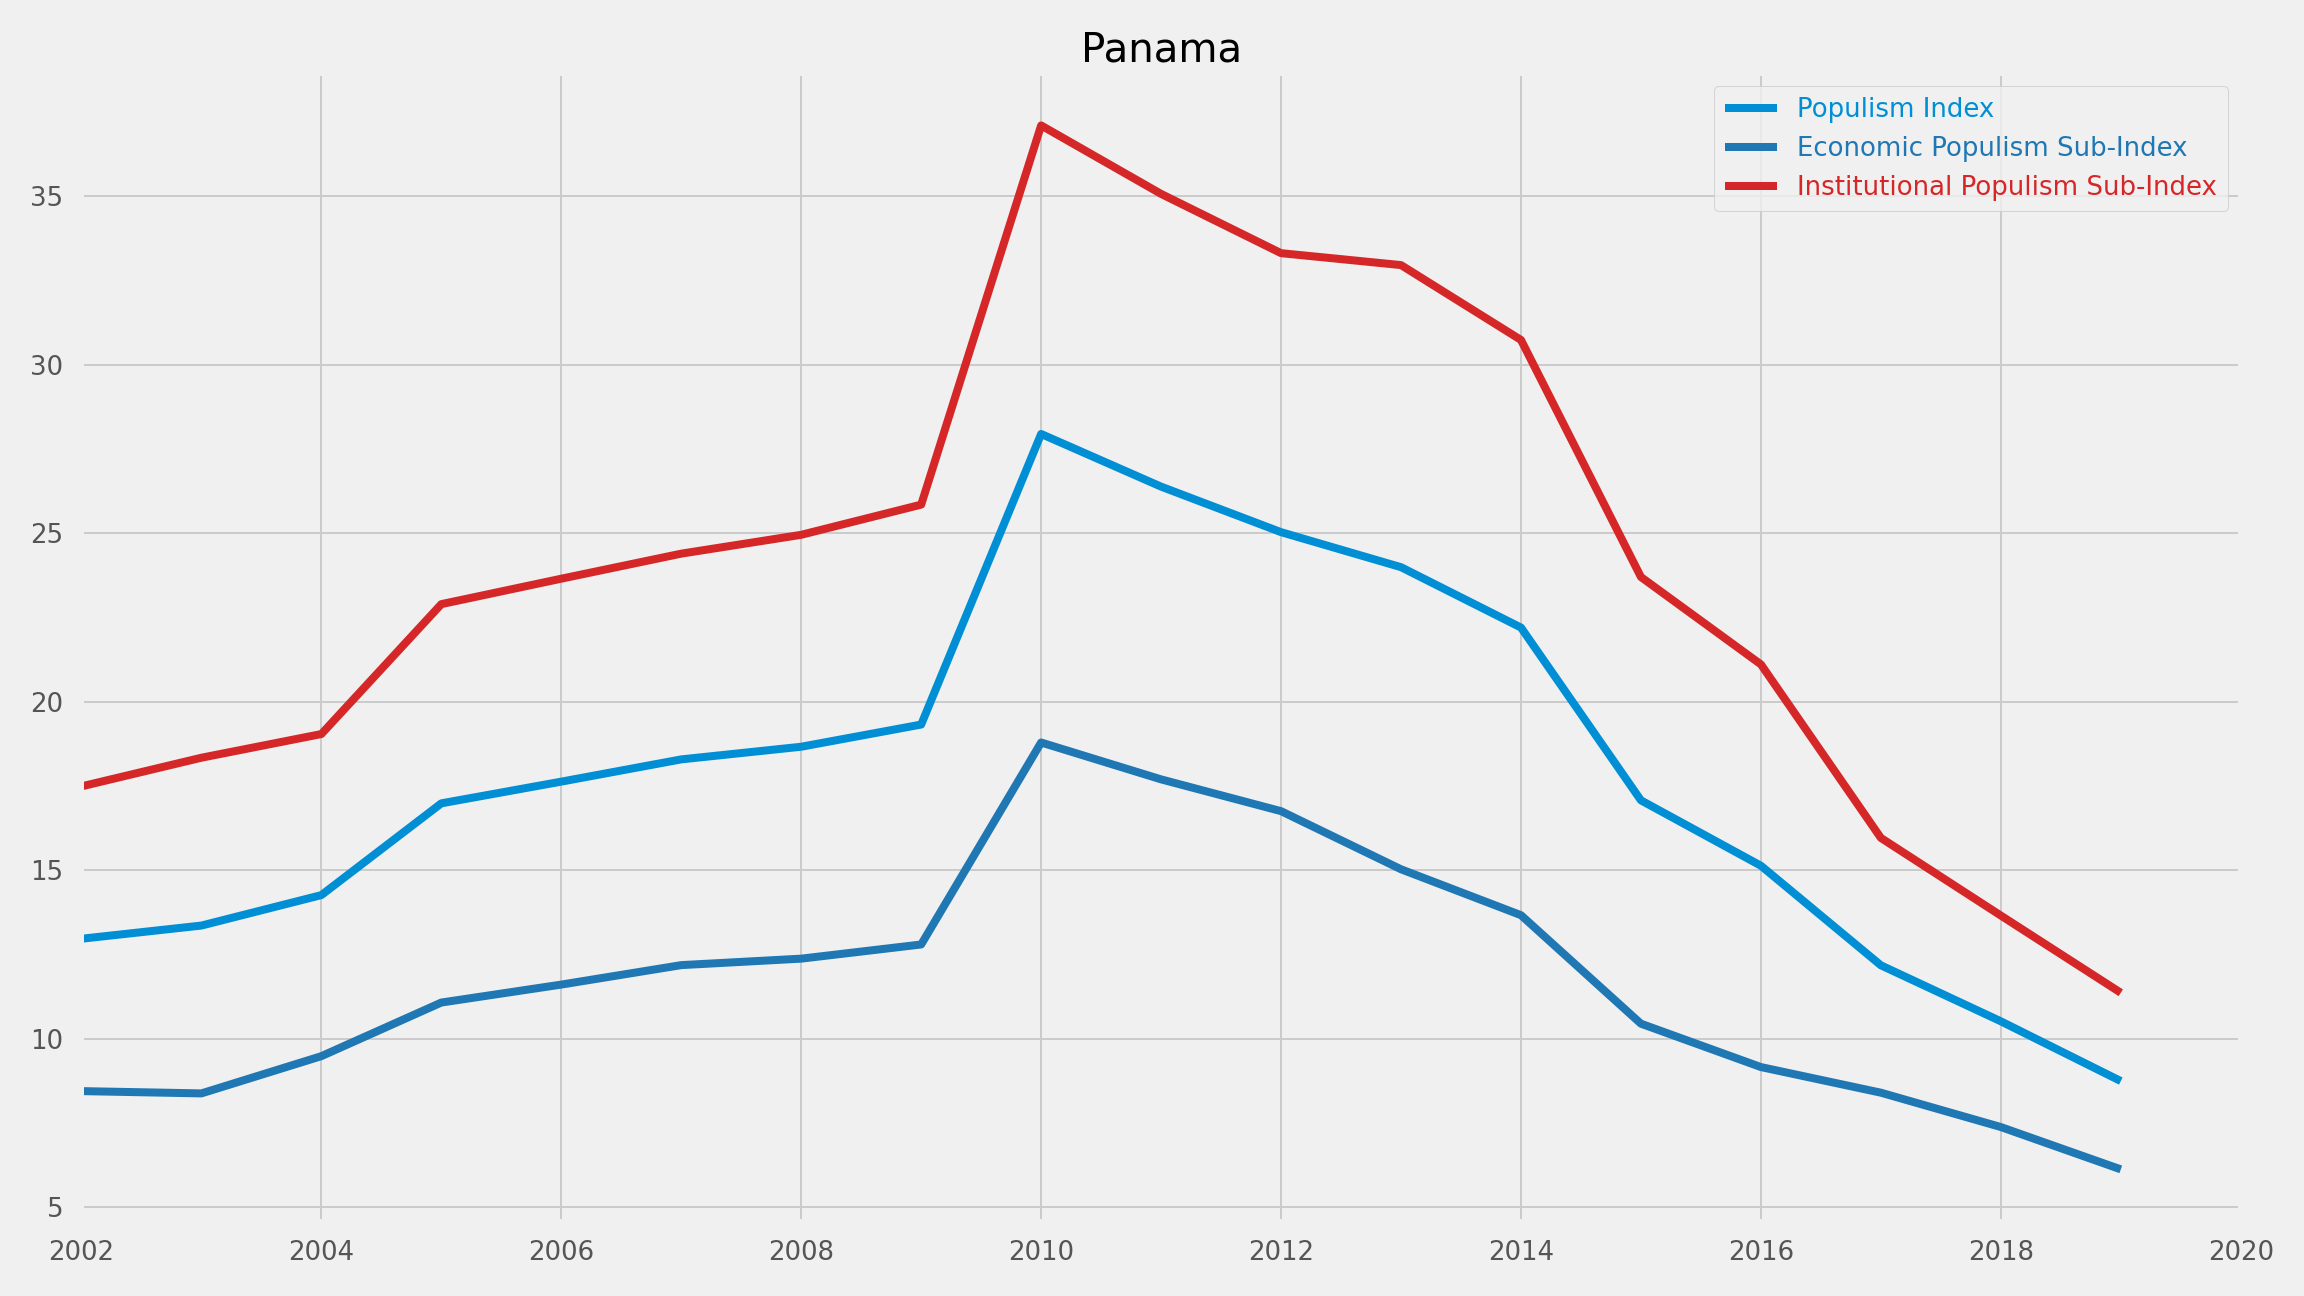 Panama
Populism Index
Economic Populism Sub-Index
Institutional Populism Sub-Index
35
30
25
20
15
10
5
2002 2004 2006 2008 2010 2012 2014 2016 2018 2020